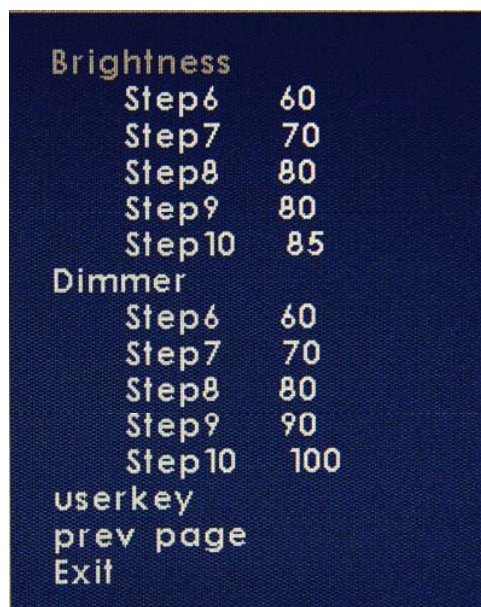 Brightness
Step6 60
Step7 70
Step8 80
Step9 80
Step10 85
Dimmer
Step6 60
Step7 70
Step8 80
Step9 90
Step10 100
userkey
prev page
Exit